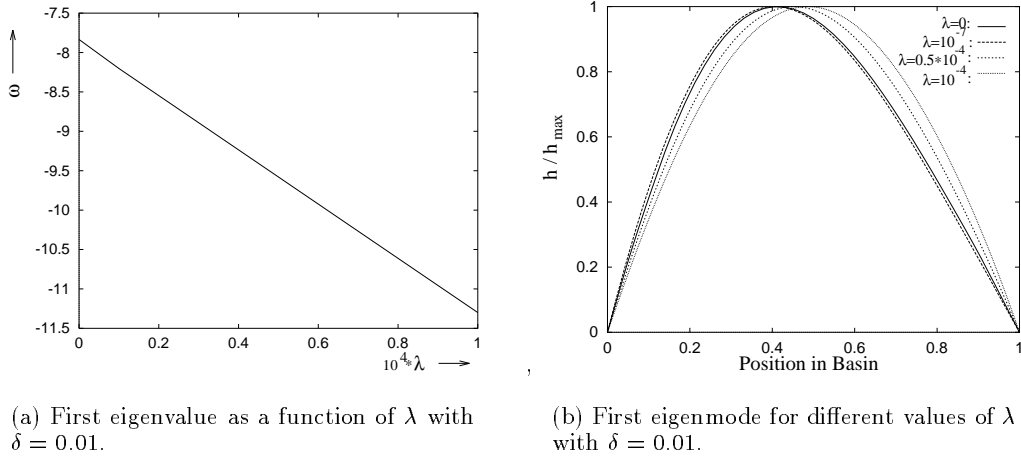 -7.5
-8
-8.5
-9
-9.5
-10
-10.5
-11
-11.5
ω
0 0.2 0.4 0.6 0.8 1
10^4*λ
1
0.8
0.6
0.4
0.2
0
h / h_max
λ=0:
λ=10^-7:
λ=0.5*10^-4:
λ=10^-4:
0 0.2 0.4 0.6 0.8 1
Position in Basin
,
(a) First eigenvalue as a function of λ with
δ = 0.01.
(b) First eigenmode for different values of λ
with δ = 0.01.